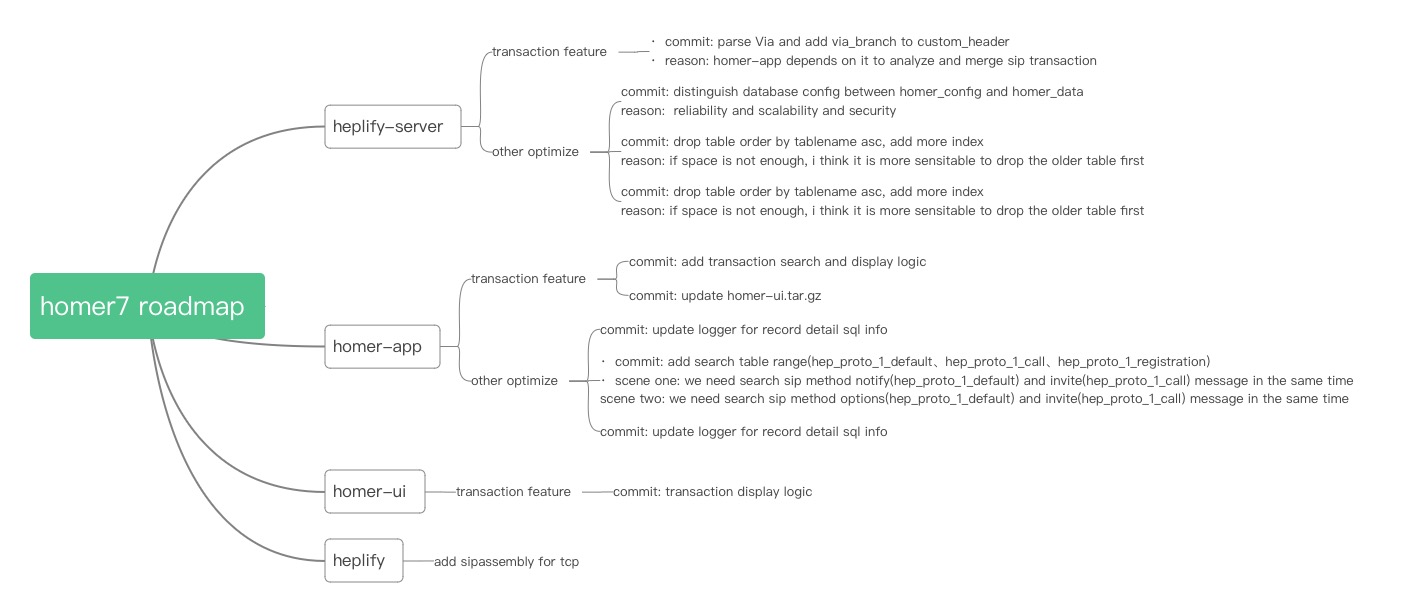 homer7 roadmap
heplify-server
transaction feature
· commit: parse Via and add via_branch to custom_header
· reason: homer-app depends on it to analyze and merge sip transaction
other optimize
commit: distinguish database config between homer_config and homer_data
reason: reliability and scalability and security
commit: drop table order by tablename asc, add more index
reason: if space is not enough, i think it is more sensitable to drop the older table first
commit: drop table order by tablename asc, add more index
reason: if space is not enough, i think it is more sensitable to drop the older table first
homer-app
transaction feature
commit: add transaction search and display logic
commit: update homer-ui.tar.gz
other optimize
commit: update logger for record detail sql info
· commit: add search table range(hep_proto_1_default、hep_proto_1_call、hep_proto_1_registration)
· scene one: we need search sip method notify(hep_proto_1_default) and invite(hep_proto_1_call) message in the same time
scene two: we need search sip method options(hep_proto_1_default) and invite(hep_proto_1_call) message in the same time
commit: update logger for record detail sql info
homer-ui
transaction feature
commit: transaction display logic
heplify
add sipassembly for tcp